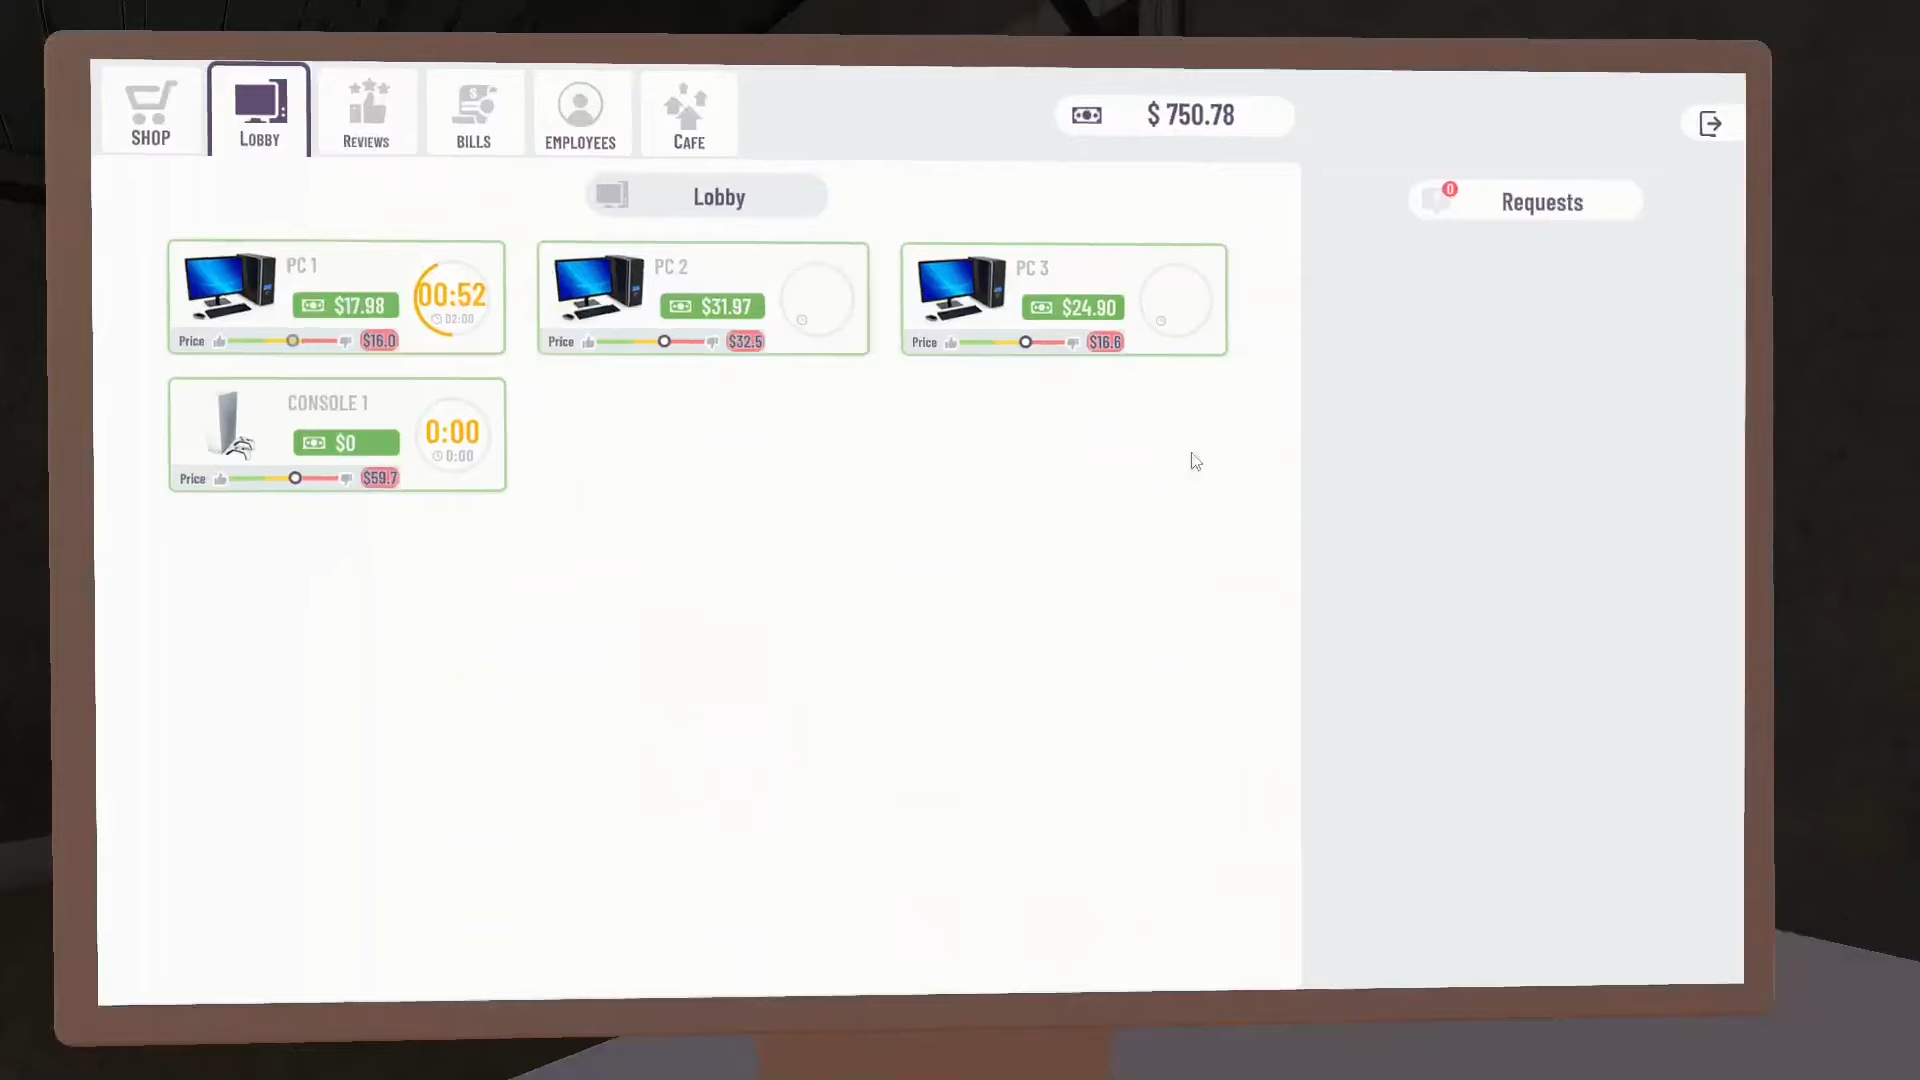 SHOP
LOBBY
REVIEWS
BILLS
EMPLOYEES
CAFE
$ 750.78
Lobby
0
Requests
PC 1
$17.98
00:52
02:00
Price
$16.0
PC 2
$31.97
Price
$32.5
PC 3
$24.90
Price
$16.6
CONSOLE 1
$0
0:00
0:00
Price
$59.7